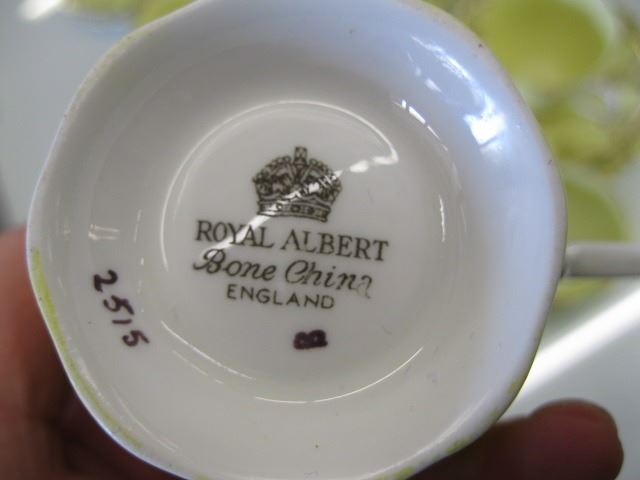 ROYAL ALBERT
Bone China
ENGLAND
2515
B